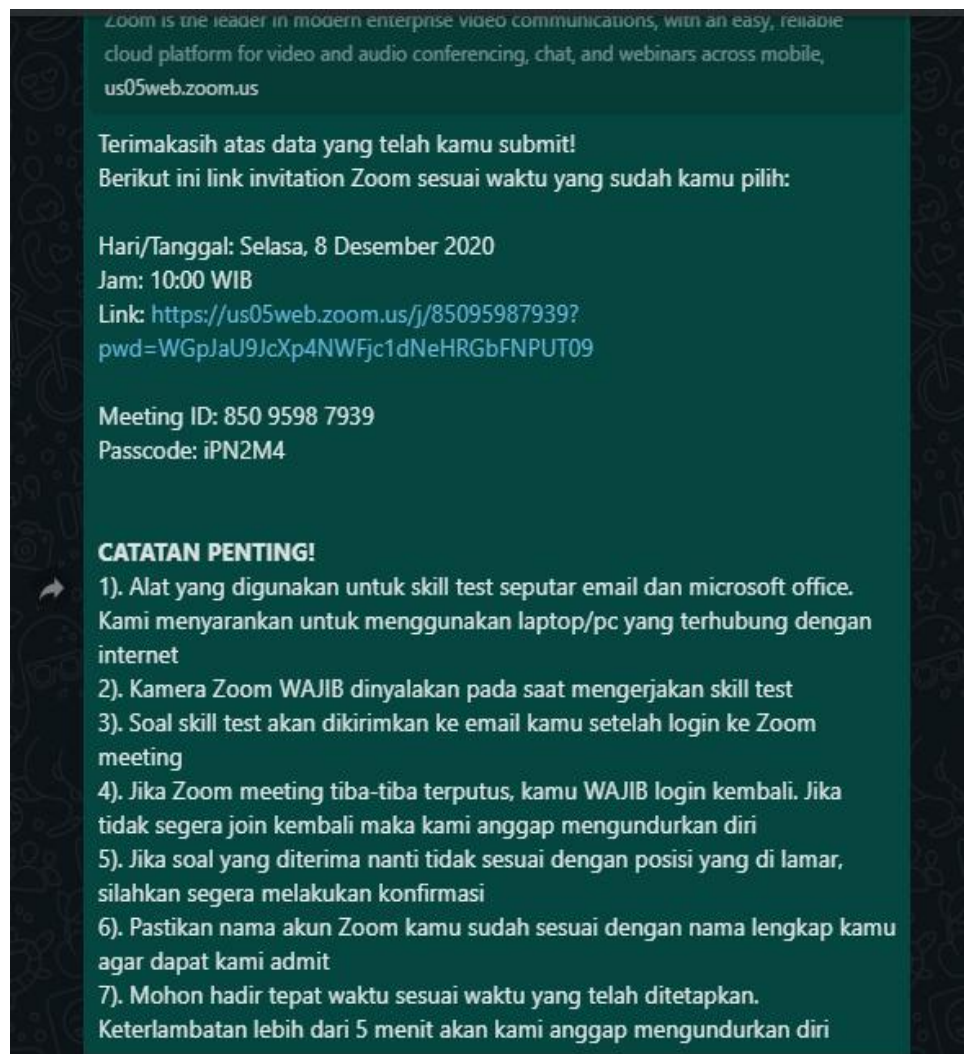 Zoom is the leader in modern enterprise video communications, with an easy, reliable
cloud platform for video and audio conferencing, chat, and webinars across mobile,
us05web.zoom.us
Terimakasih atas data yang telah kamu submit!
Berikut ini link invitation Zoom sesuai waktu yang sudah kamu pilih:
Hari/Tanggal: Selasa, 8 Desember 2020
Jam: 10:00 WIB
Link: https://us05web.zoom.us/j/85095987939?
pwd=WGpJaU9JcXp4NWFjc1dNeHRGbFNPUT09
Meeting ID: 850 9598 7939
Passcode: iPN2M4
CATATAN PENTING!
1). Alat yang digunakan untuk skill test seputar email dan microsoft office.
Kami menyarankan untuk menggunakan laptop/pc yang terhubung dengan
internet
2). Kamera Zoom WAJIB dinyalakan pada saat mengerjakan skill test
3). Soal skill test akan dikirimkan ke email kamu setelah login ke Zoom
meeting
4). Jika Zoom meeting tiba-tiba terputus, kamu WAJIB login kembali. Jika
tidak segera join kembali maka kami anggap mengundurkan diri
5). Jika soal yang diterima nanti tidak sesuai dengan posisi yang di lamar,
silahkan segera melakukan konfirmasi
6). Pastikan nama akun Zoom kamu sudah sesuai dengan nama lengkap kamu
agar dapat kami admit
7). Mohon hadir tepat waktu sesuai waktu yang telah ditetapkan.
Keterlambatan lebih dari 5 menit akan kami anggap mengundurkan diri